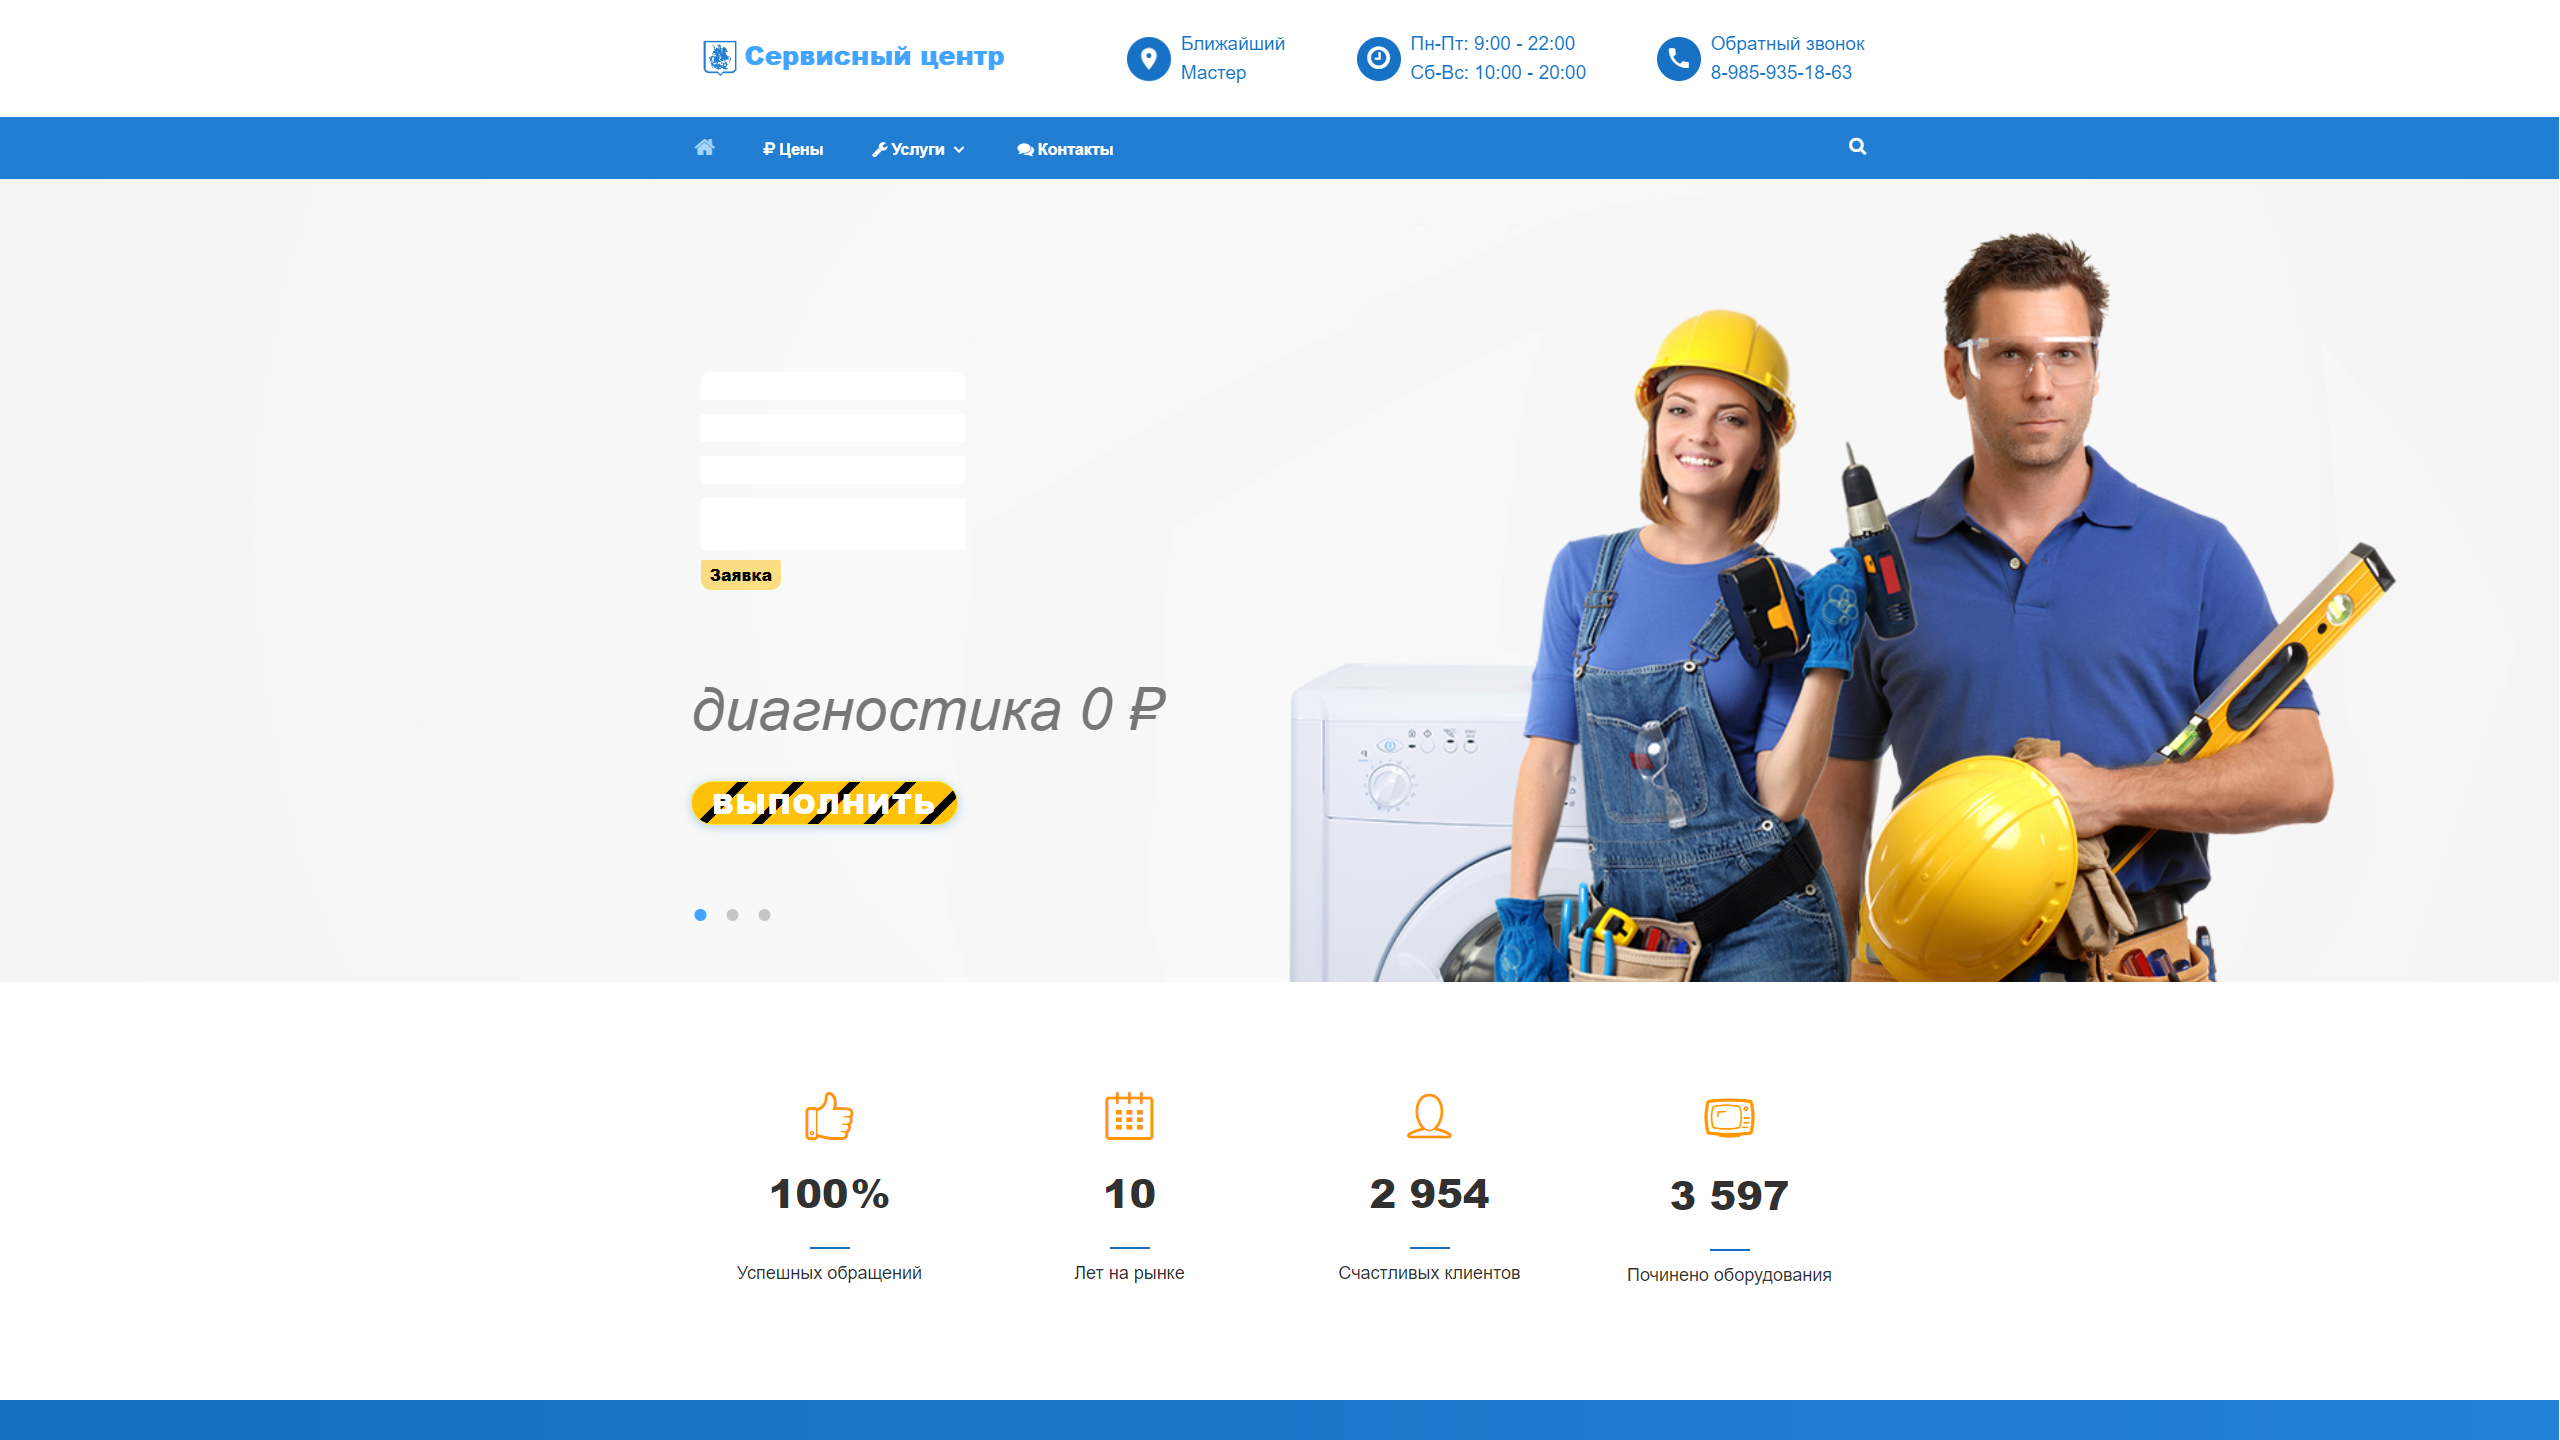 Сервисный центр
Ближайший
Мастер
Пн-Пт: 9:00 - 22:00
Сб-Вс: 10:00 - 20:00
Обратный звонок
8-985-935-18-63
₽ Цены
Услуги
Контакты
Заявка
диагностика 0 ₽
выполнить
100%
Успешных обращений
10
Лет на рынке
2 954
Счастливых клиентов
3 597
Починено оборудования